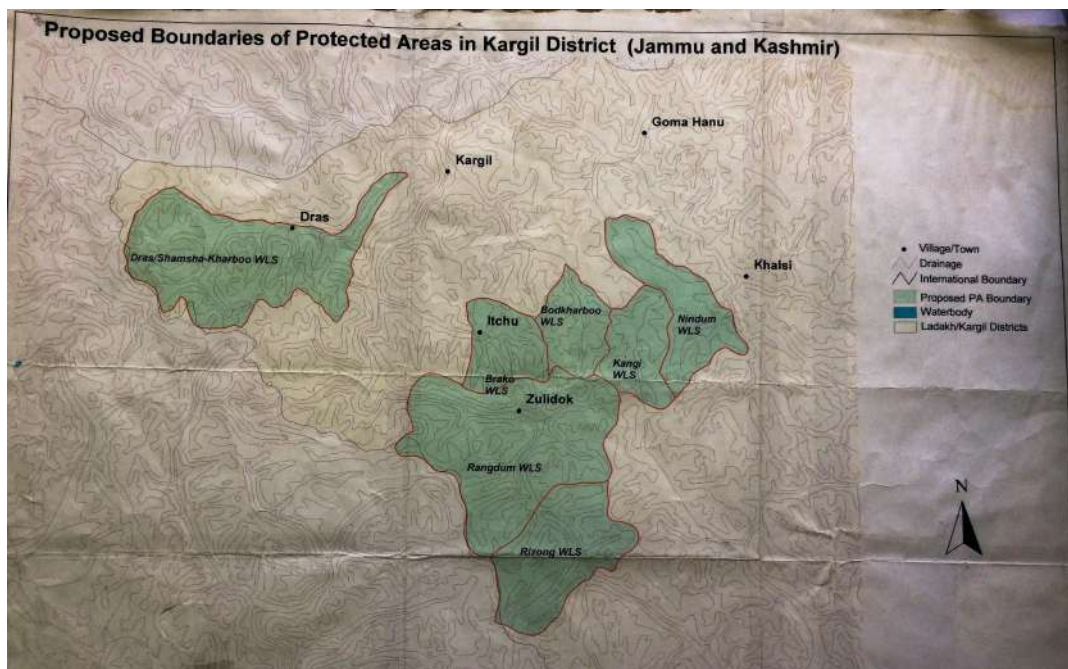 Proposed Boundaries of Protected Areas in Kargil District (Jammu and Kashmir)
Goma Hanu
Kargil
Dras
Dras/Shamsha-Kharboo WLS
Khalsi
Village/Town
Drainage
International Boundary
Proposed PA Boundary
Waterbody
Ladakh/Kargil Districts
Itchu
Bodkharboo
WLS
Nindum
WLS
Kangi
WLS
Brako
WLS
Zulidok
Rangdum WLS
Rizong WLS
N